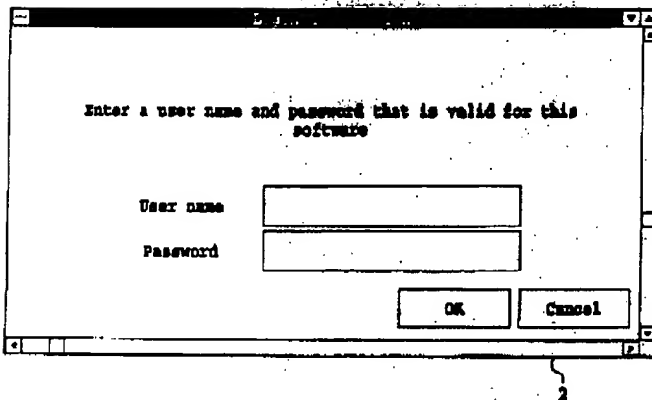 Enter a user name and password that is valid for this
software
User name
Password
OK
Cancel
2